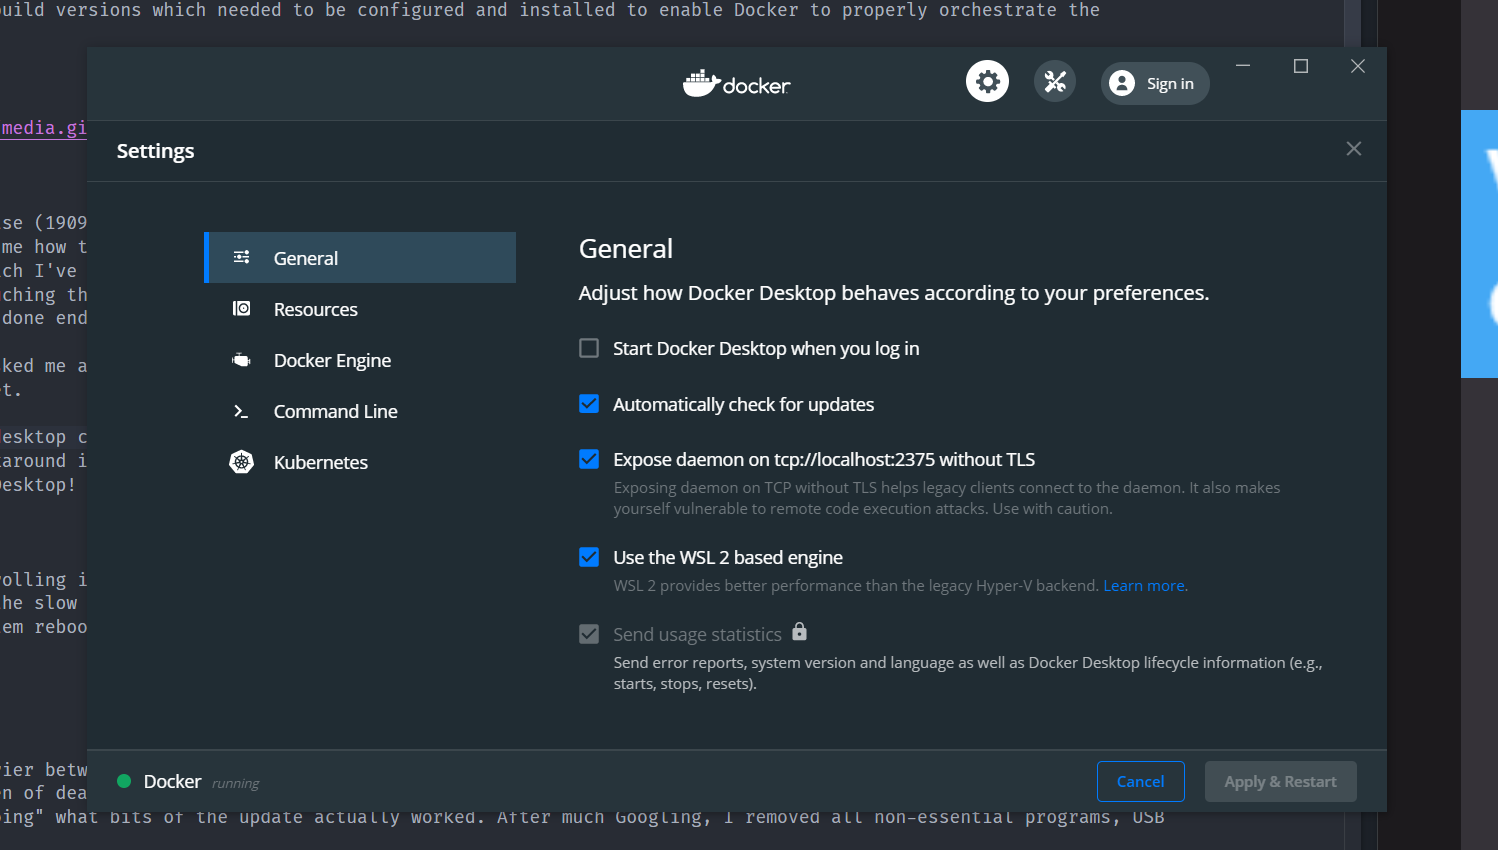 build versions which needed to be configured and installed to enable Docker to properly orchestrate the
docker
Sign in
media.gi
Settings
se (1909
me how t
ch I've
ching th
done end
ked me a
t.
esktop c
around i
esktop!
olling i
he slow
em reboo
General
Resources
Docker Engine
Command Line
Kubernetes
General
Adjust how Docker Desktop behaves according to your preferences.
Start Docker Desktop when you log in
Automatically check for updates
Expose daemon on tcp://localhost:2375 without TLS
Exposing daemon on TCP without TLS helps legacy clients connect to the daemon. It also makes
yourself vulnerable to remote code execution attacks. Use with caution.
Use the WSL 2 based engine
WSL 2 provides better performance than the legacy Hyper-V backend. Learn more.
Send usage statistics
Send error reports, system version and language as well as Docker Desktop lifecycle information (e.g.,
starts, stops, resets).
ier betw
n of dea
Docker running
Cancel
Apply & Restart
ing" what bits of the update actually worked. After much Googling, I removed all non-essential programs, USB